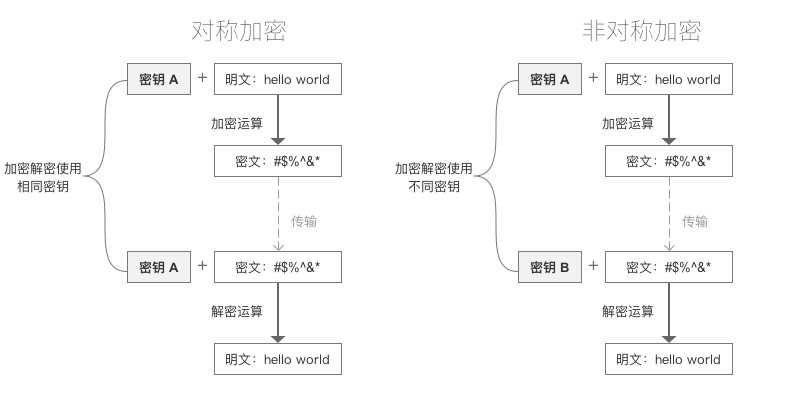 对称加密
密钥 A + 明文：hello world
加密运算
密文：#$%^&*
加密解密使用
相同密钥
传输
密钥 A + 密文：#$%^&*
解密运算
明文：hello world
非对称加密
密钥 A + 明文：hello world
加密运算
密文：#$%^&*
加密解密使用
不同密钥
传输
密钥 B + 密文：#$%^&*
解密运算
明文：hello world